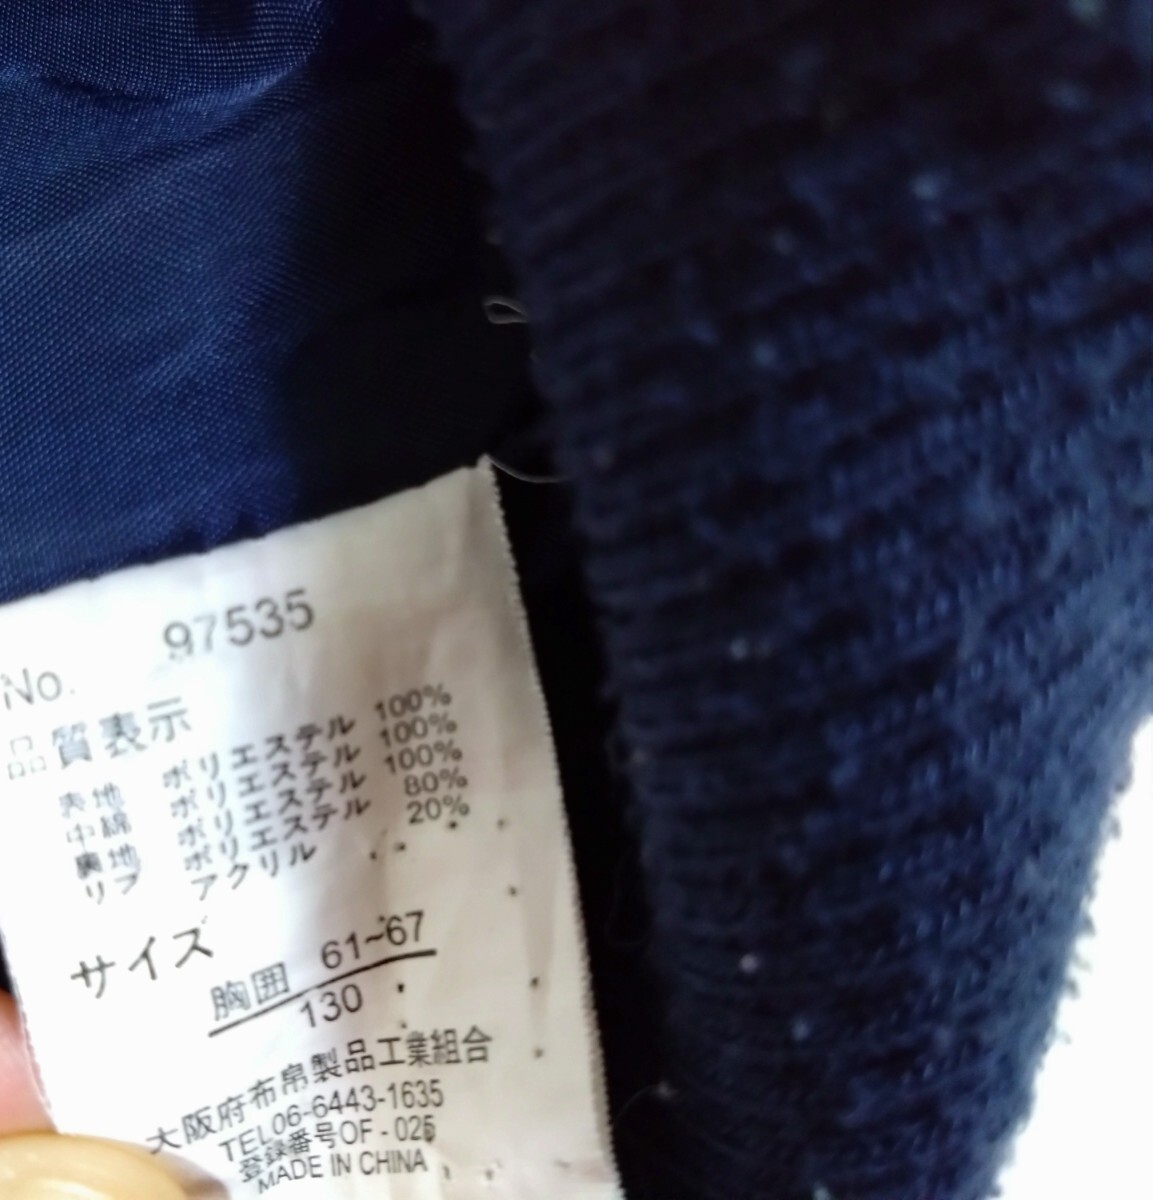 No. 97535
品質表示
表地 ポリエステル 100%
中綿 ポリエステル 100%
裏地 ポリエステル 100%
リブ ポリエステル 80%
アクリル 20%
サイズ
胸囲 61~67
130
大阪府布帛製品工業組合
TEL06-6443-1635
登録番号OF-026
MADE IN CHINA